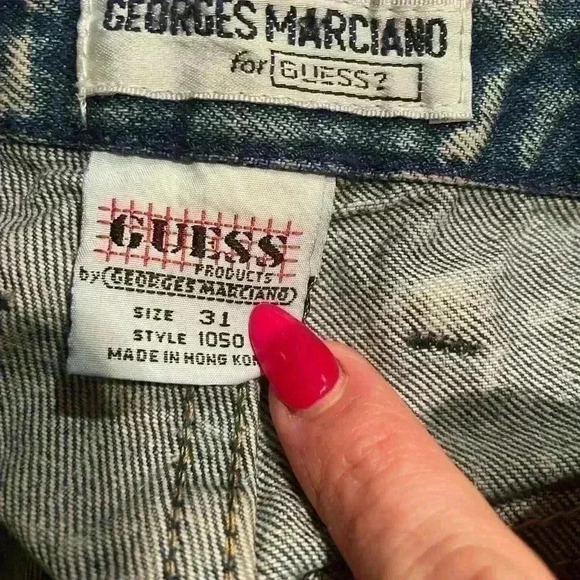 GEORGES MARCIANO
for GUESS?
GUESS
PRODUCTS
by GEORGES MARCIANO
SIZE 31
STYLE 1050
MADE IN HONG